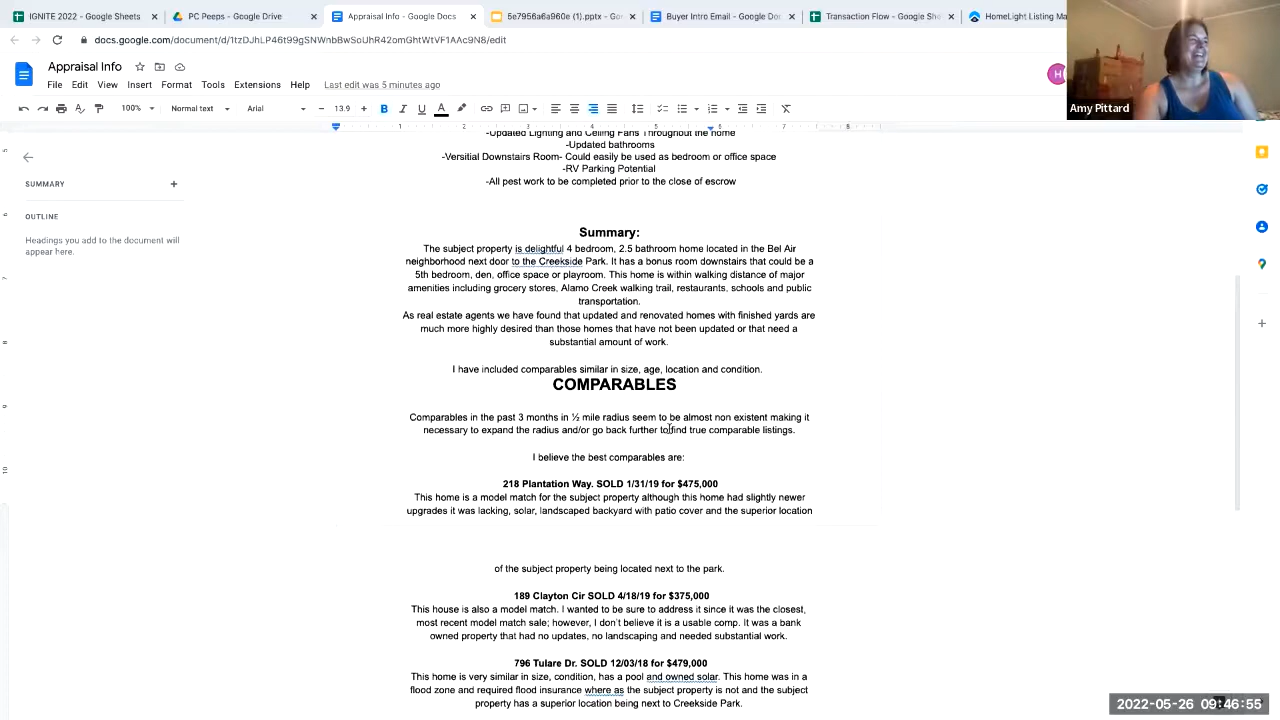 IGNITE 2022 - Google Sheets
PC Peeps - Google Drive
Appraisal Info - Google Docs
5e7956a6a960e (1).pptx - Go
Buyer Intro Email - Google Doc
Transaction Flow - Google She
HomeLight Listing Ma
docs.google.com/document/d/1tzDJhLP46t99gSNWnbBwSoUhR42omGhtWtVF1AAc9N8/edit
Appraisal Info
File Edit View Insert Format Tools Extensions Help Last edit was 5 minutes ago
H
Amy Pittard
100% Normal text Arial 13.9 B I U A
1 2 3 4 5 6 7 8
SUMMARY
OUTLINE
Headings you add to the document will
appear here.
-Updated Lighting and Ceiling Fans Throughout the home
-Updated bathrooms
-Versitial Downstairs Room- Could easily be used as bedroom or office space
-RV Parking Potential
-All pest work to be completed prior to the close of escrow
Summary:
The subject property is delightful 4 bedroom, 2.5 bathroom home located in the Bel Air
neighborhood next door to the Creekside Park. It has a bonus room downstairs that could be a
5th bedroom, den, office space or playroom. This home is within walking distance of major
amenities including grocery stores, Alamo Creek walking trail, restaurants, schools and public
transportation.
As real estate agents we have found that updated and renovated homes with finished yards are
much more highly desired than those homes that have not been updated or that need a
substantial amount of work.
I have included comparables similar in size, age, location and condition.
COMPARABLES
Comparables in the past 3 months in ½ mile radius seem to be almost non existent making it
necessary to expand the radius and/or go back further to find true comparable listings.
I believe the best comparables are:
218 Plantation Way. SOLD 1/31/19 for $475,000
This home is a model match for the subject property although this home had slightly newer
upgrades it was lacking, solar, landscaped backyard with patio cover and the superior location
of the subject property being located next to the park.
189 Clayton Cir SOLD 4/18/19 for $375,000
This house is also a model match. I wanted to be sure to address it since it was the closest,
most recent model match sale; however, I don't believe it is a usable comp. It was a bank
owned property that had no updates, no landscaping and needed substantial work.
796 Tulare Dr. SOLD 12/03/18 for $479,000
This home is very similar in size, condition, has a pool and owned solar. This home was in a
flood zone and required flood insurance where as the subject property is not and the subject
property has a superior location being next to Creekside Park.
2022-05-26 09:46:55